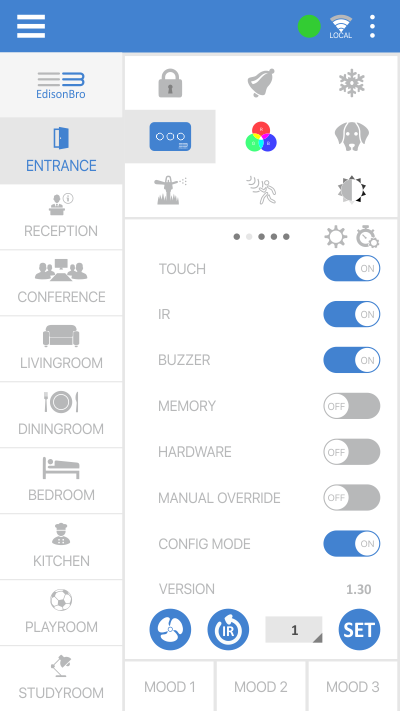 LOCAL
EdisonBro
ENTRANCE
RECEPTION
CONFERENCE
LIVINGROOM
DININGROOM
BEDROOM
KITCHEN
PLAYROOM
STUDYROOM
TOUCH ON
IR ON
BUZZER ON
MEMORY OFF
HARDWARE OFF
MANUAL OVERRIDE OFF
CONFIG MODE ON
VERSION 1.30
IR 1 SET
MOOD 1 MOOD 2 MOOD 3